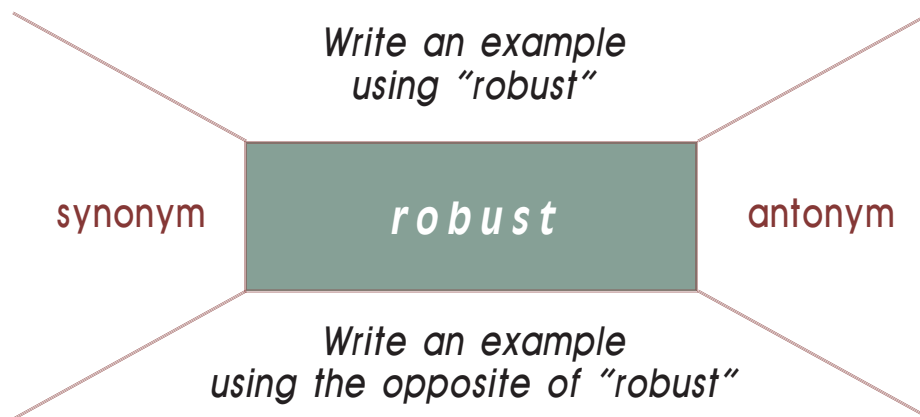 Write an example
using “robust“
synonym
robust
antonym
Write an example
using the opposite of “robust“